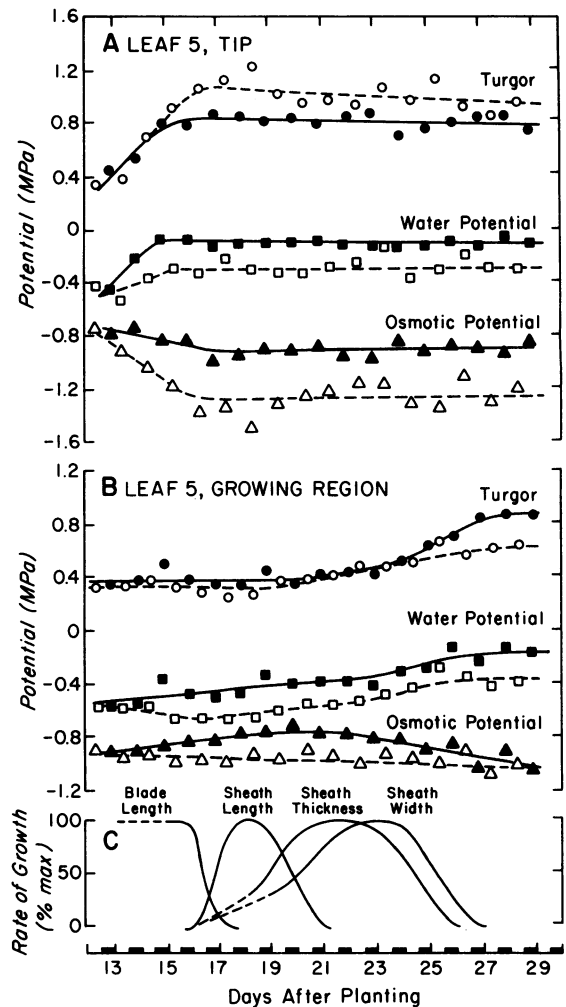 1.6
A LEAF 5, TIP
1.2
Turgor
0.8
0.4
Potential (MPa)
0
Water Potential
-0.4
Osmotic Potential
-0.8
-1.2
-1.6
1.2
B LEAF 5, GROWING REGION
Turgor
0.8
0.4
Potential (MPa)
0
Water Potential
-0.4
Osmotic Potential
-0.8
-1.2
Blade Sheath Sheath Sheath
Length Length Thickness Width
100
C
50
Rate of Growth
(% max)
0
13 15 17 19 21 23 25 27 29
Days After Planting